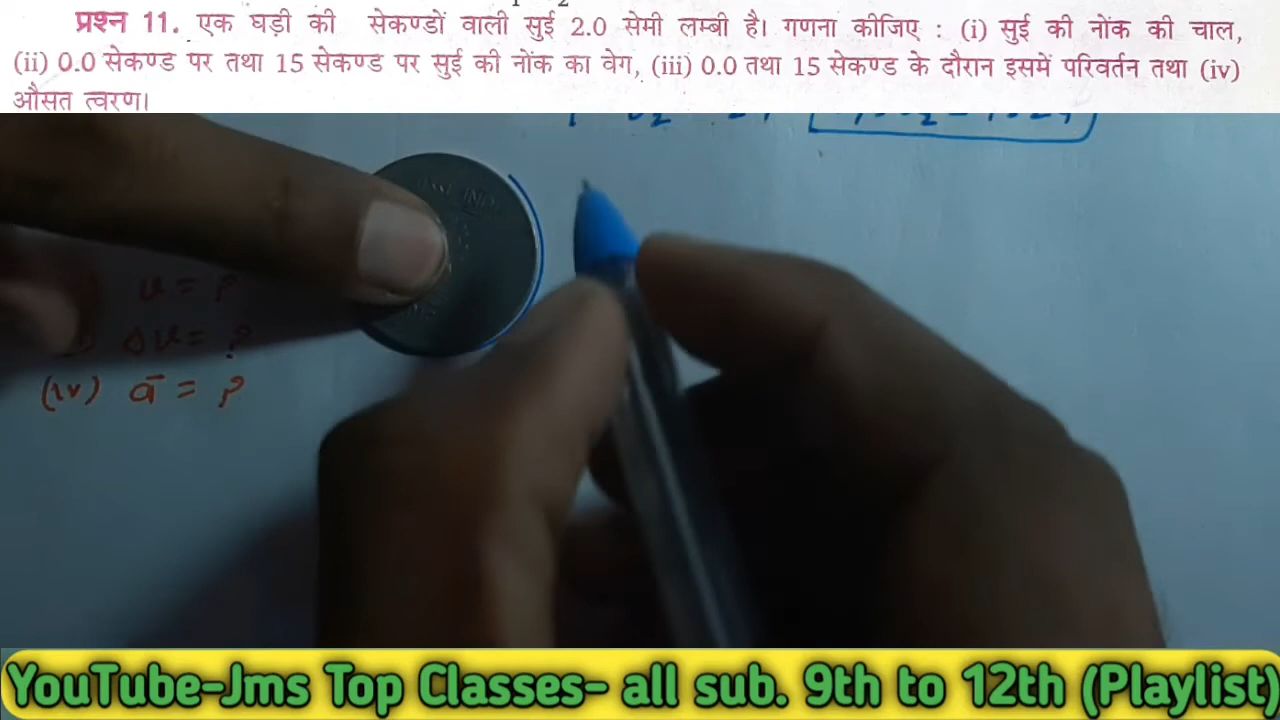 प्रश्न 11. एक घड़ी की सेकण्डों वाली सुई 2.0 सेमी लम्बी है। गणना कीजिए : (i) सुई की नोंक की चाल,
(ii) 0.0 सेकण्ड पर तथा 15 सेकण्ड पर सुई की नोंक का वेग, (iii) 0.0 तथा 15 सेकण्ड के दौरान इसमें परिवर्तन तथा (iv)
औसत त्वरण।
u = ?
Δu = ?
(iv) ā = ?
YouTube-Jms Top Classes- all sub. 9th to 12th (Playlist)